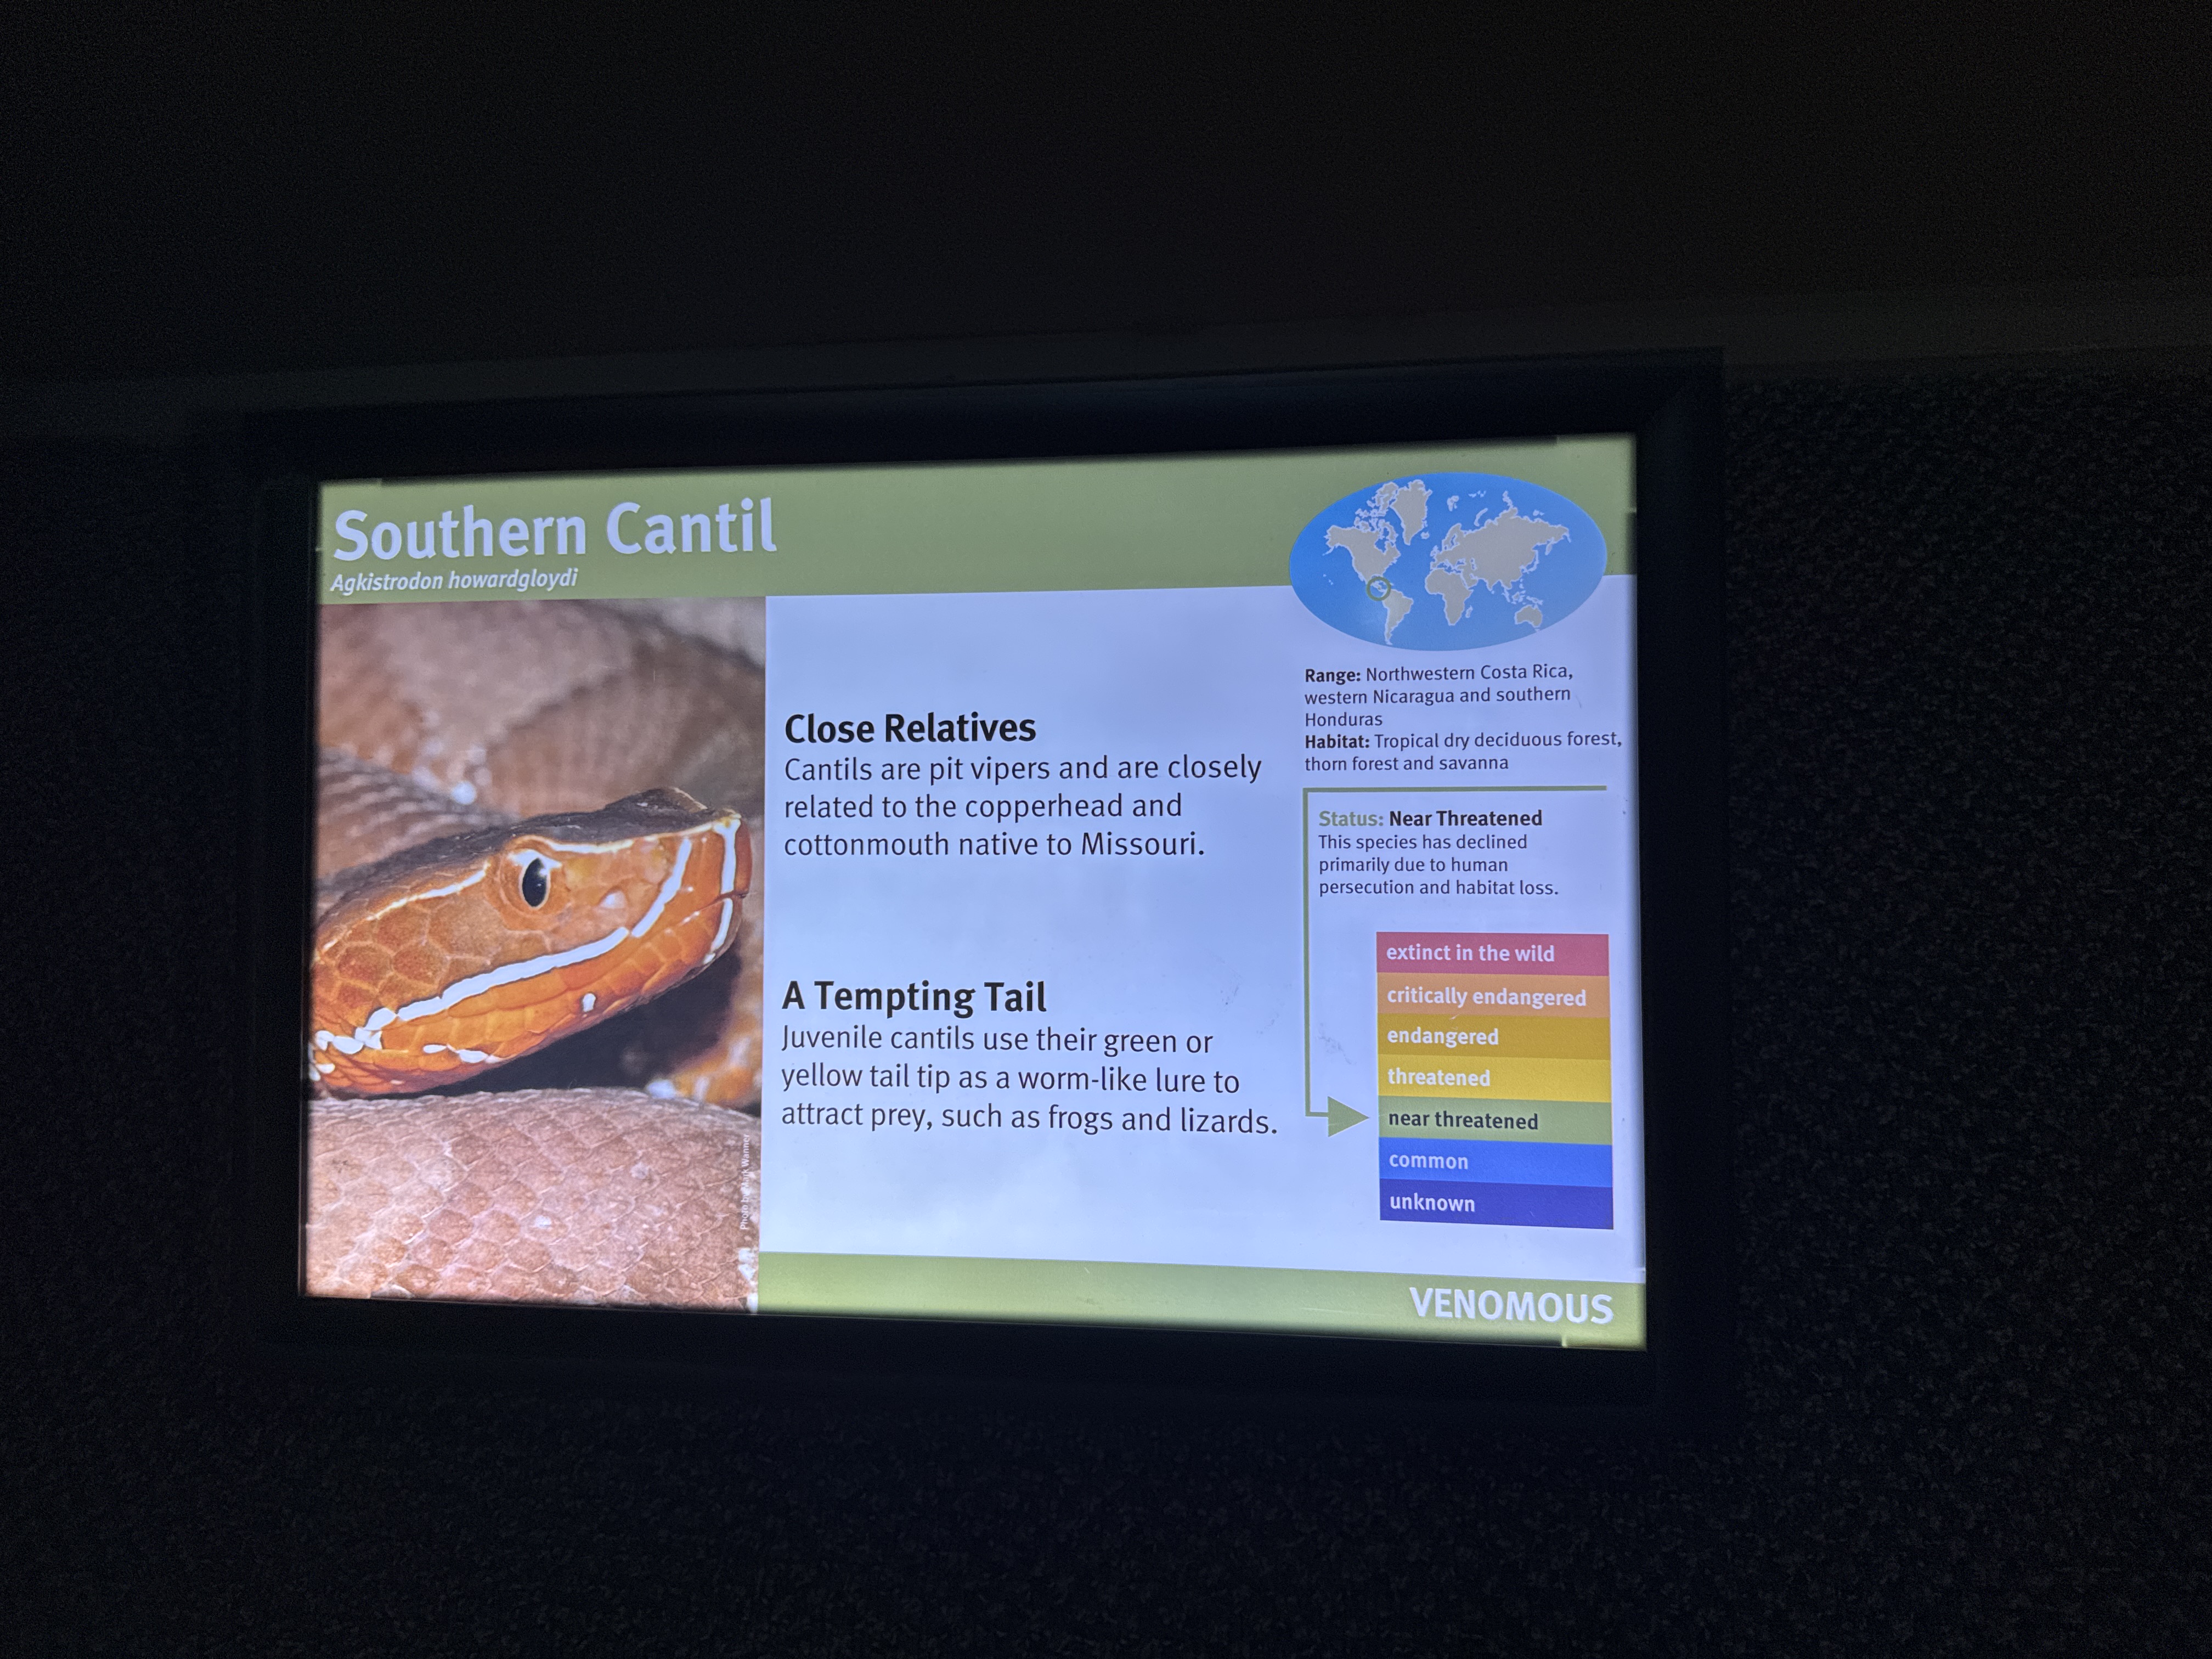 Southern Cantil
Agkistrodon howardgloydi
Close Relatives
Cantils are pit vipers and are closely
related to the copperhead and
cottonmouth native to Missouri.
A Tempting Tail
Juvenile cantils use their green or
yellow tail tip as a worm-like lure to
attract prey, such as frogs and lizards.
Photo by Mark Wanner
Range: Northwestern Costa Rica,
western Nicaragua and southern
Honduras
Habitat: Tropical dry deciduous forest,
thorn forest and savanna
Status: Near Threatened
This species has declined
primarily due to human
persecution and habitat loss.
extinct in the wild
critically endangered
endangered
threatened
near threatened
common
unknown
VENOMOUS